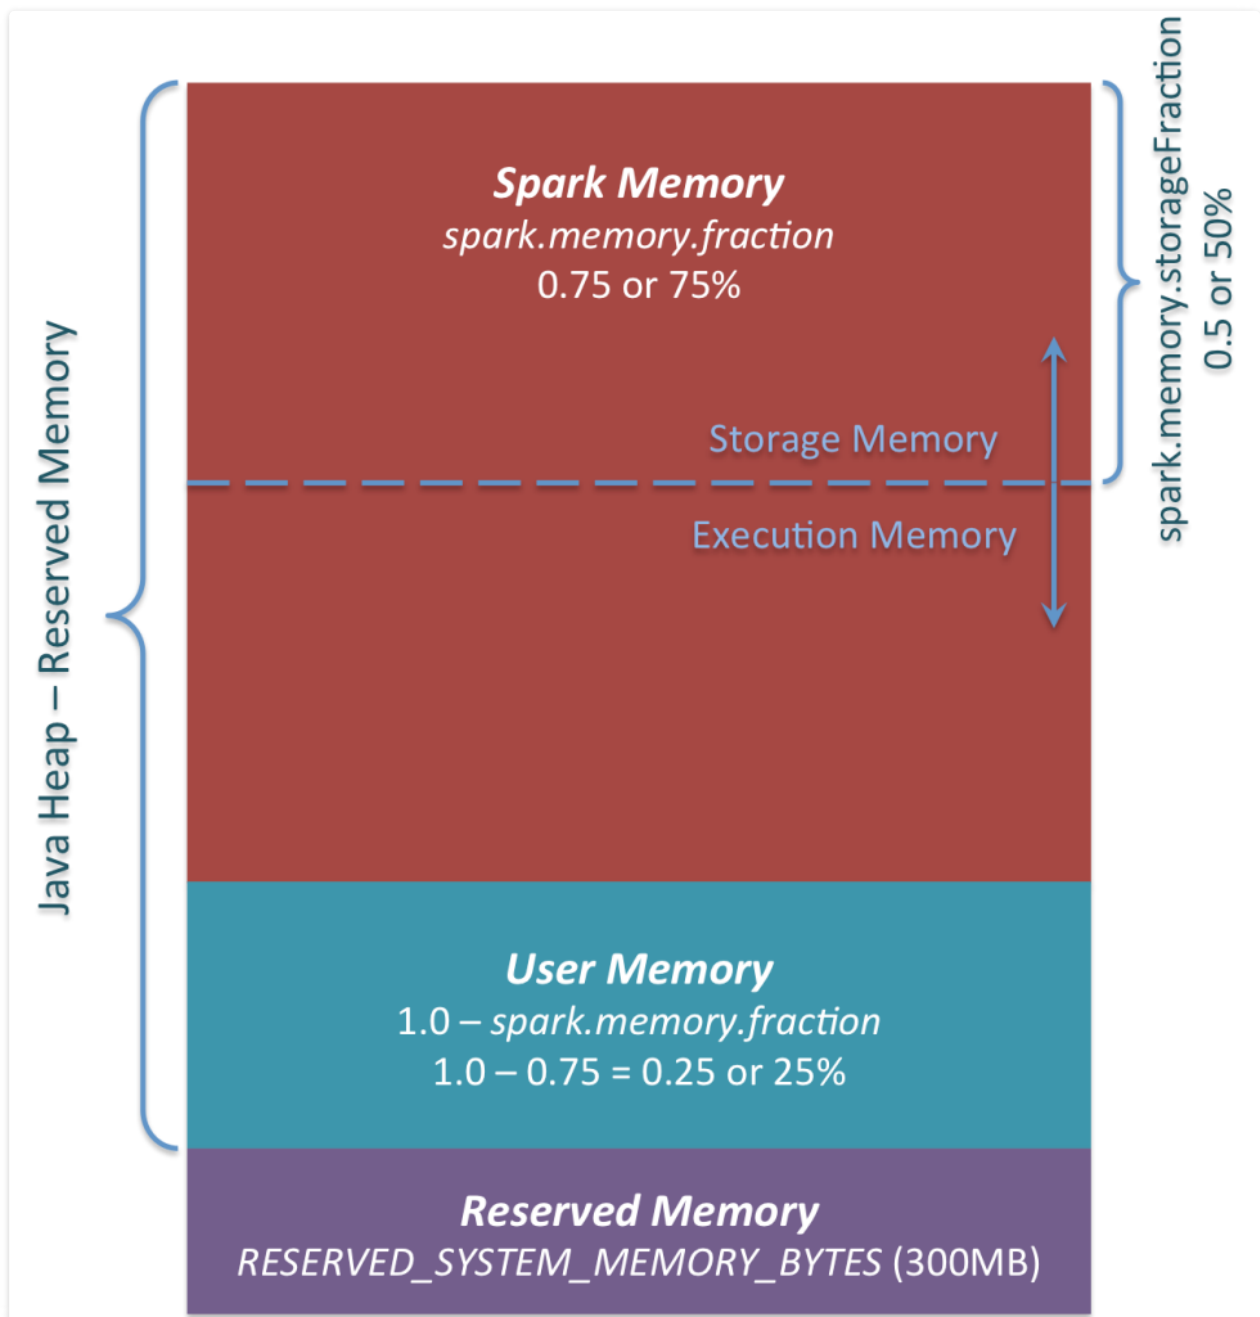 Spark Memory
spark.memory.fraction
0.75 or 75%
Storage Memory
Execution Memory
User Memory
1.0 – spark.memory.fraction
1.0 – 0.75 = 0.25 or 25%
Reserved Memory
RESERVED_SYSTEM_MEMORY_BYTES (300MB)
Java Heap – Reserved Memory
spark.memory.storageFraction
0.5 or 50%